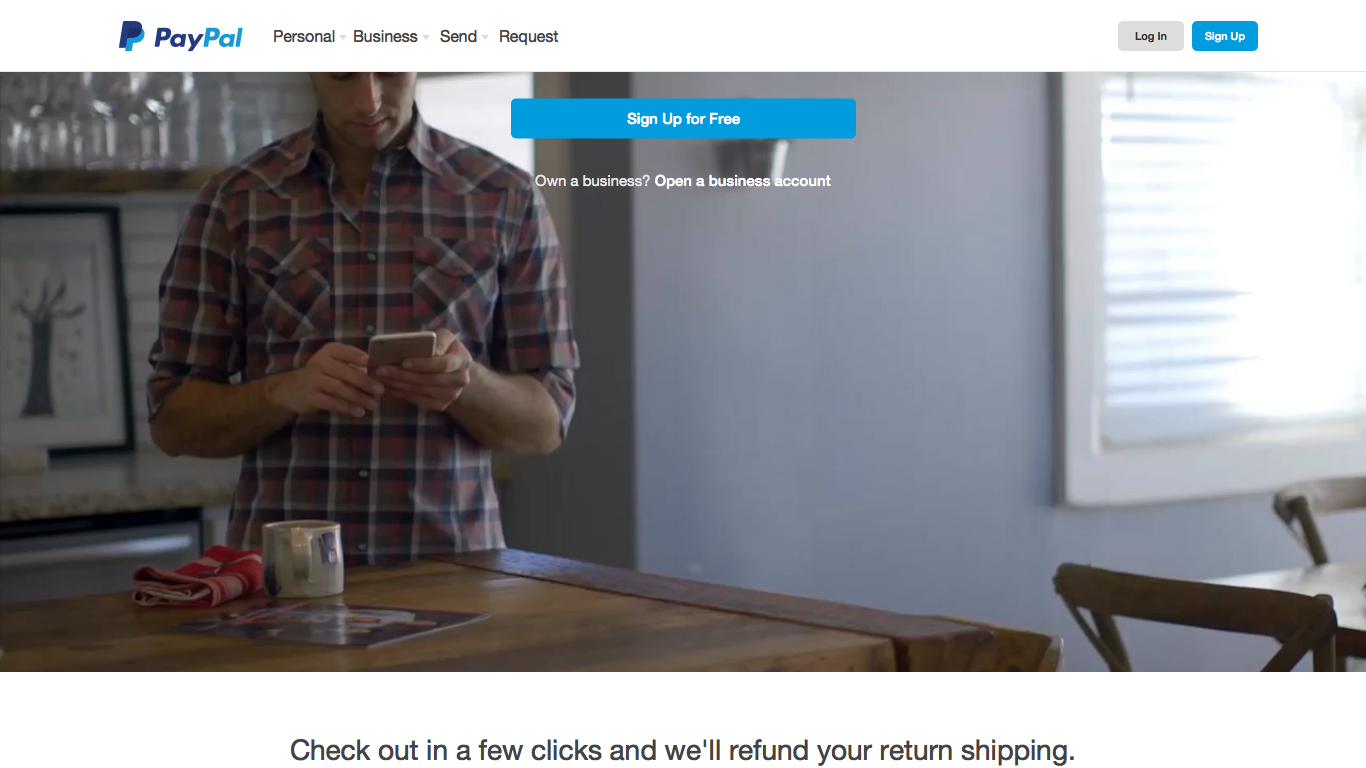 PayPal Personal Business Send Request Log In Sign Up
Sign Up for Free
Own a business? Open a business account
Check out in a few clicks and we'll refund your return shipping.